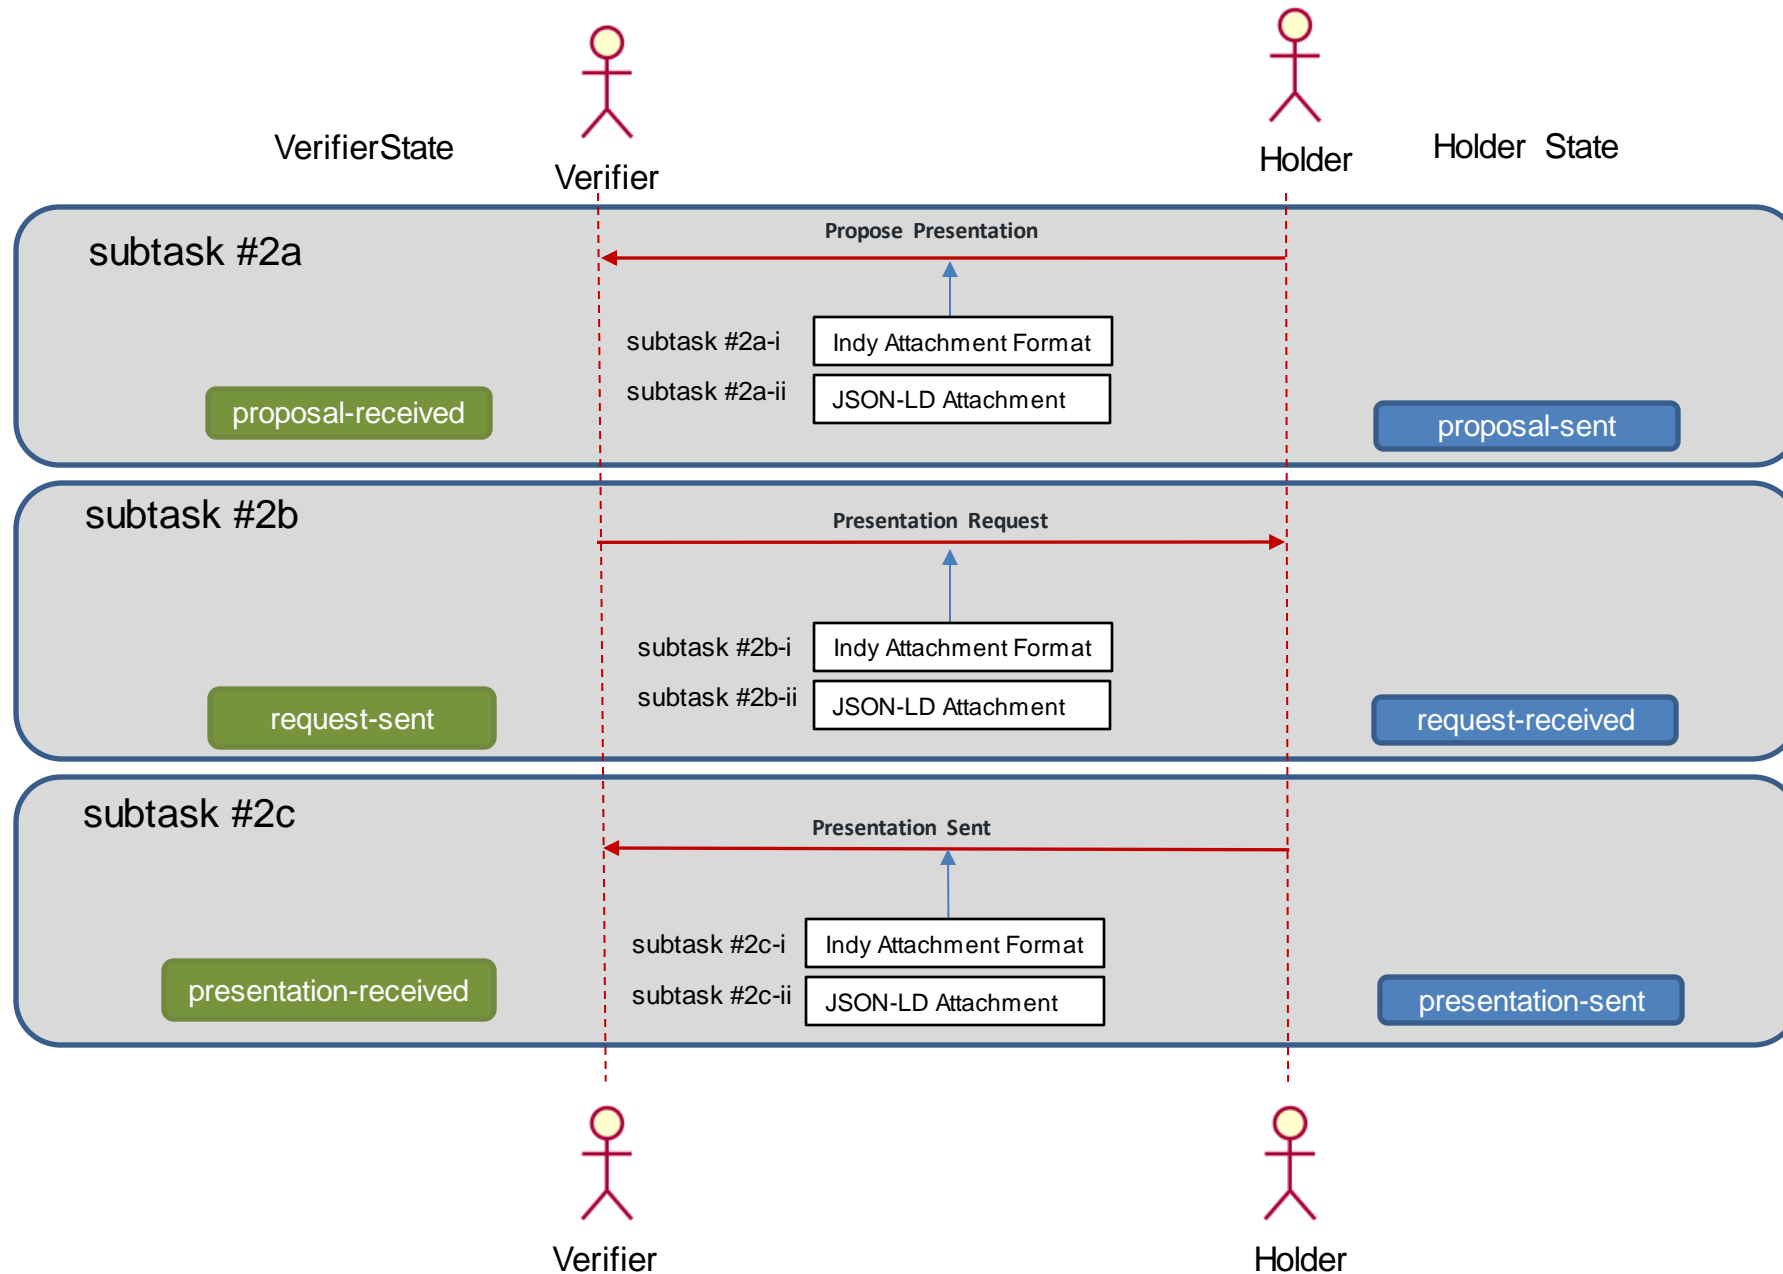 VerifierState
Verifier
Holder
Holder State
subtask #2a
Propose Presentation
subtask #2a-i
Indy Attachment Format
subtask #2a-ii
JSON-LD Attachment
proposal-received
proposal-sent
subtask #2b
Presentation Request
subtask #2b-i
Indy Attachment Format
subtask #2b-ii
JSON-LD Attachment
request-sent
request-received
subtask #2c
Presentation Sent
subtask #2c-i
Indy Attachment Format
subtask #2c-ii
JSON-LD Attachment
presentation-received
presentation-sent
Verifier
Holder